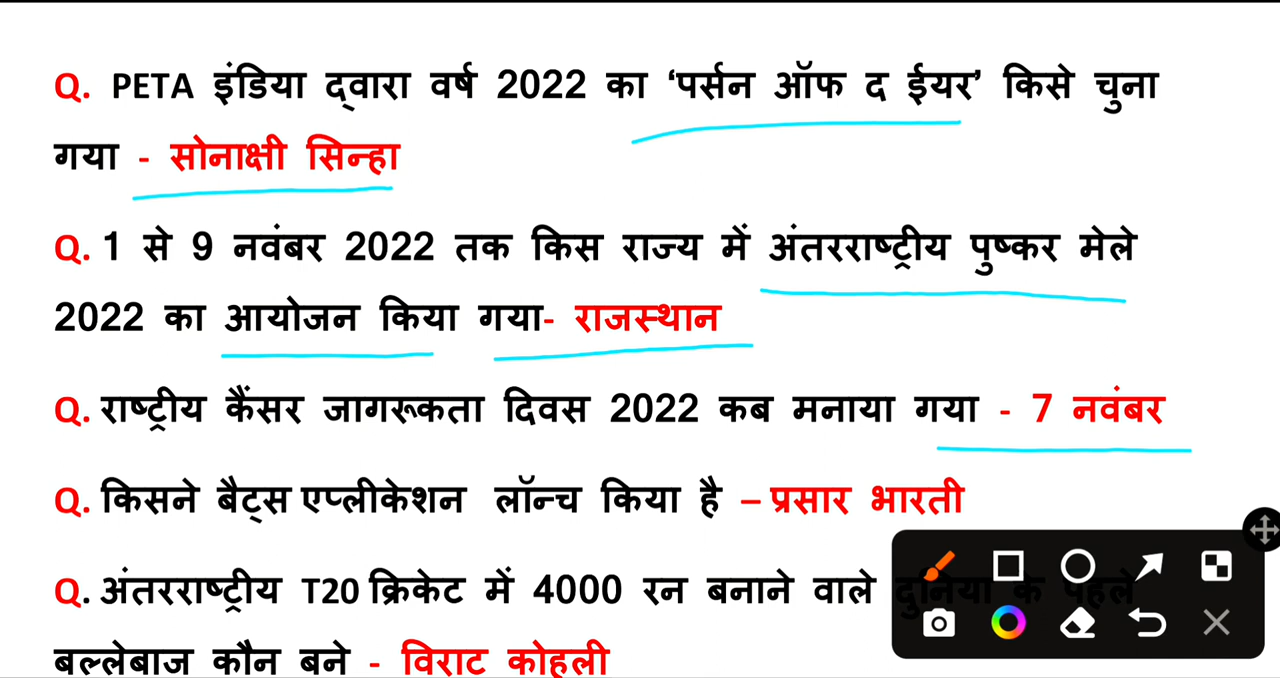 Q. PETA इंडिया द्वारा वर्ष 2022 का ‘पर्सन ऑफ द ईयर’ किसे चुना
गया - सोनाक्षी सिन्हा
Q. 1 से 9 नवंबर 2022 तक किस राज्य में अंतरराष्ट्रीय पुष्कर मेले
2022 का आयोजन किया गया- राजस्थान
Q. राष्ट्रीय कैंसर जागरूकता दिवस 2022 कब मनाया गया - 7 नवंबर
Q. किसने बैट्स एप्लीकेशन लॉन्च किया है – प्रसार भारती
Q. अंतरराष्ट्रीय T20 क्रिकेट में 4000 रन बनाने वाले दुनिया के पहले
बल्लेबाज कौन बने - विराट कोहली